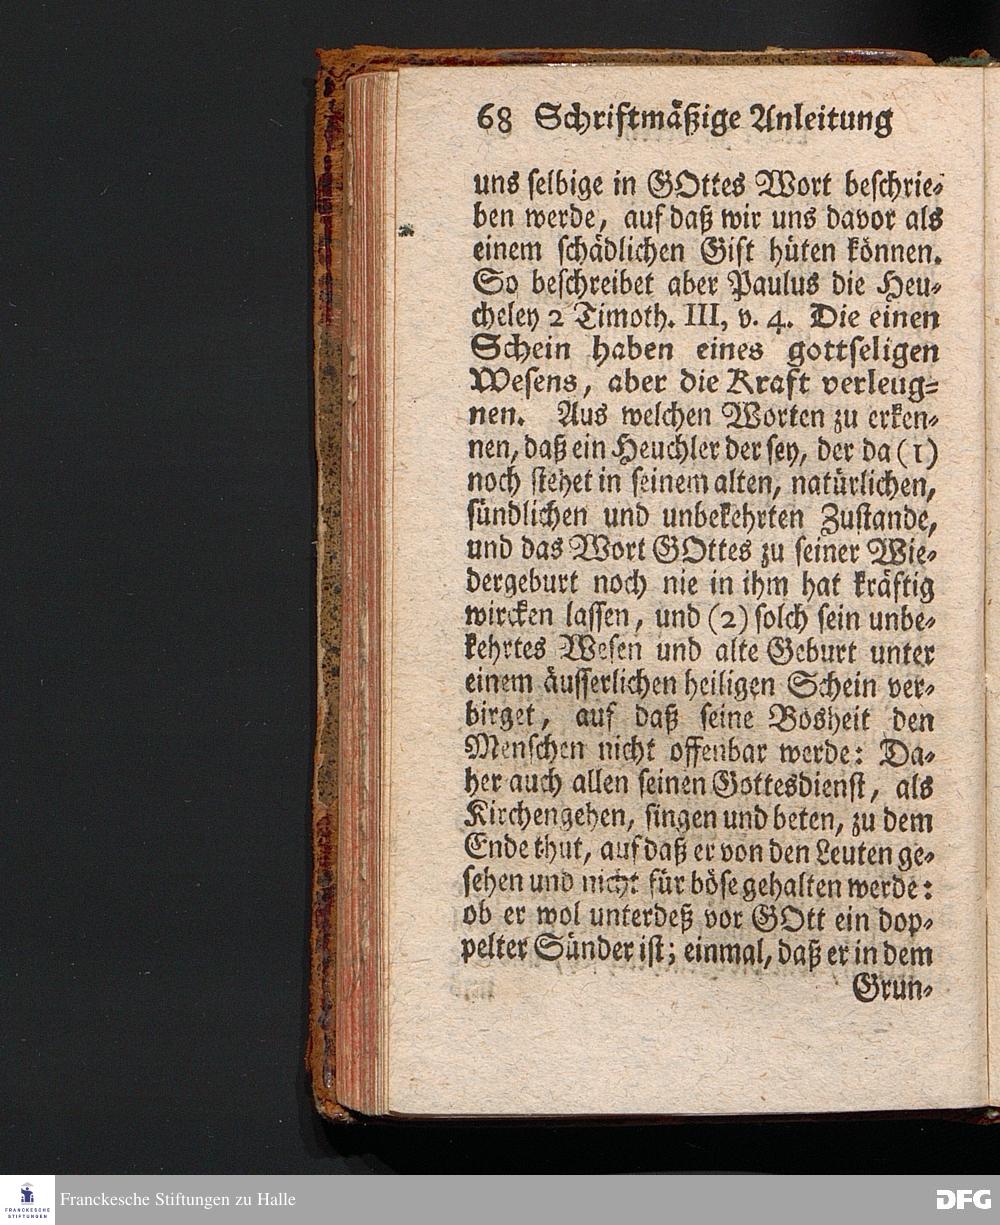 68 Schriftmäßige Anleitung
uns selbige in GOttes Wort beschrie-
ben werde, auf daß wir uns davor als
einem schädlichen Gift hüten können.
So beschreibet aber Paulus die Heu-
cheley 2 Timoth. III, v. 4. Die einen
Schein haben eines gottseligen
Wesens, aber die Kraft verleug-
nen. Aus welchen Worten zu erken-
nen, daß ein Heuchler der sey, der da (1)
noch stehet in seinem alten, natürlichen,
sündlichen und unbekehrten Zustande,
und das Wort GOttes zu seiner Wie-
dergeburt noch nie in ihm hat kräftig
wircken lassen, und (2) solch sein unbe-
kehrtes Wesen und alte Geburt unter
einem äusserlichen heiligen Schein ver-
birget, auf daß seine Bosheit den
Menschen nicht offenbar werde: Da-
her auch allen seinen Gottesdienst, als
Kirchengehen, singen und beten, zu dem
Ende thut, auf daß er von den Leuten ge-
sehen und nicht für böse gehalten werde:
ob er wol unterdeß vor GOtt ein dop-
pelter Sünder ist; einmal, daß er in dem
Grun-
FRANCKESCHE
STIFTUNGEN
Franckesche Stiftungen zu Halle
DFG